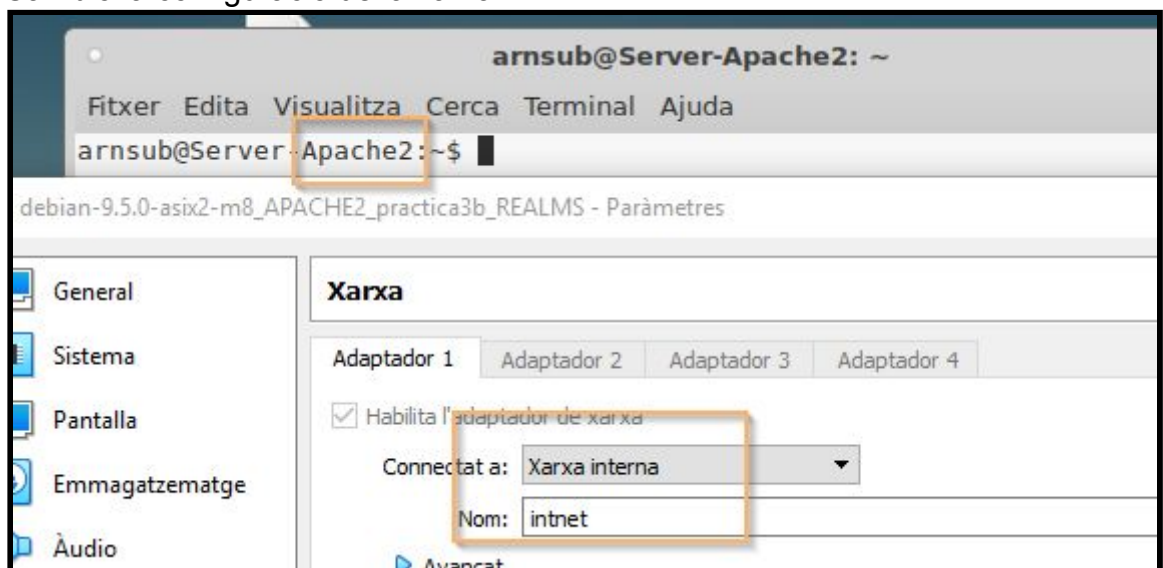 arnsub@Server-Apache2: ~
Fitxer Edita Visualitza Cerca Terminal Ajuda
arnsub@Server-Apache2:~$
debian-9.5.0-asix2-m8_APACHE2_practica3b_REALMS - Paràmetres
General
Xarxa
Sistema
Adaptador 1 Adaptador 2 Adaptador 3 Adaptador 4
Pantalla
Habilita l'adaptador de xarxa
Connectat a: Xarxa interna
Emmagatzematge
Nom: intnet
Àudio
Avançat